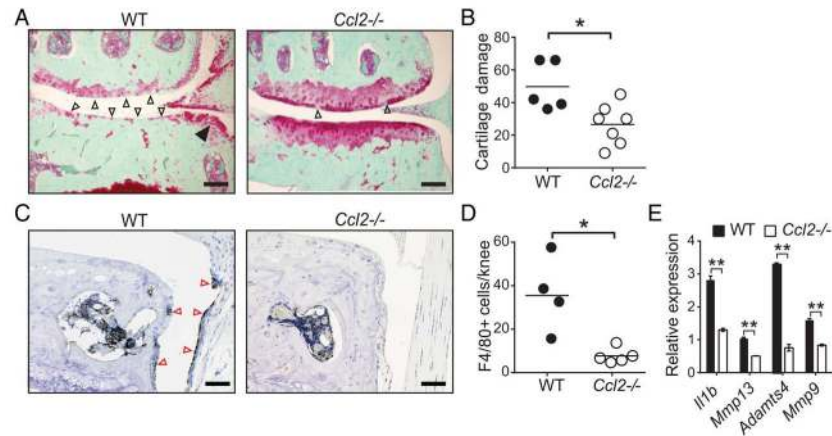 A
WT
Ccl2-/-
B
*
Cartilage damage
80
60
40
20
0
WT
Ccl2-/-
C
WT
Ccl2-/-
D
*
F4/80+ cells/knee
60
40
20
0
WT
Ccl2-/-
E
WT Ccl2-/-
Relative expression
4
3
2
1
0
**
**
**
**
Il1b
Mmp13
Adamts4
Mmp9